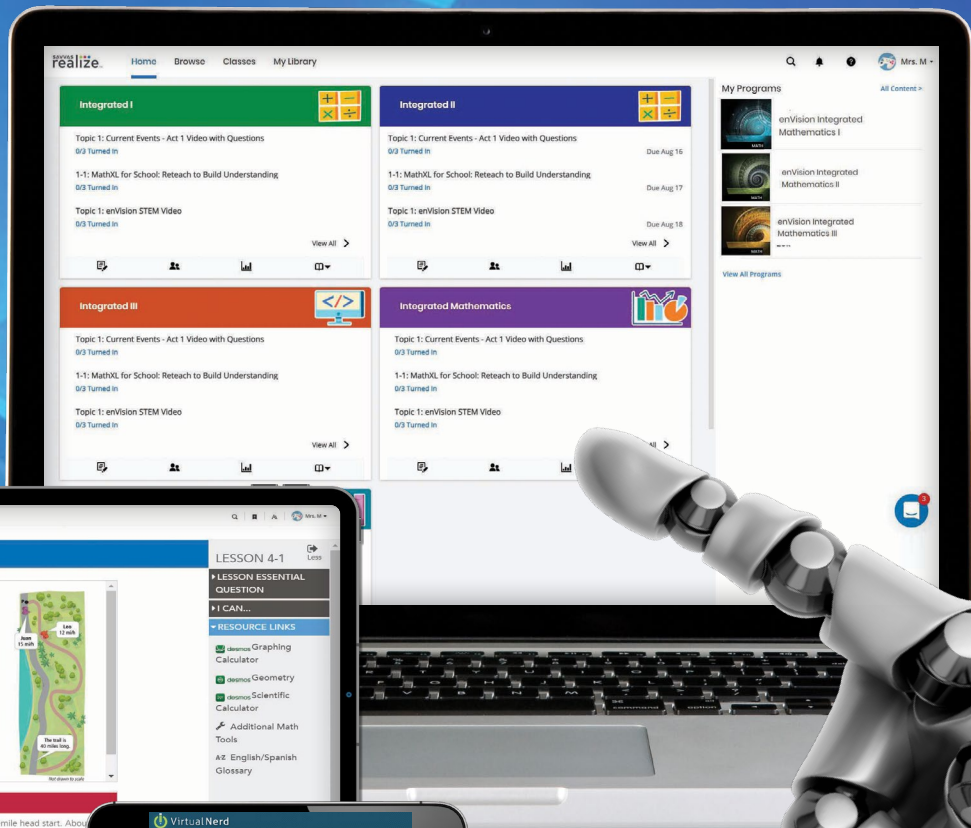 SAVVAS
realize
Home Browse Classes My Library
Mrs. M
Integrated I
Topic 1: Current Events - Act 1 Video with Questions
0/3 Turned In
1-1: MathXL for School: Reteach to Build Understanding
0/3 Turned In
Topic 1: enVision STEM Video
0/3 Turned In
View All
Integrated II
Topic 1: Current Events - Act 1 Video with Questions
0/3 Turned In Due Aug 16
1-1: MathXL for School: Reteach to Build Understanding
0/3 Turned In Due Aug 17
Topic 1: enVision STEM Video
0/3 Turned In Due Aug 18
View All
My Programs All Content >
MATH
enVision Integrated
Mathematics I
MATH
enVision Integrated
Mathematics II
MATH
enVision Integrated
Mathematics III
View All Programs
Integrated III
Topic 1: Current Events - Act 1 Video with Questions
0/3 Turned In
1-1: MathXL for School: Reteach to Build Understanding
0/3 Turned In
Topic 1: enVision STEM Video
0/3 Turned In
View All
Integrated Mathematics
</>
Topic 1: Current Events - Act 1 Video with Questions
0/3 Turned In
1-1: MathXL for School: Reteach to Build Understanding
0/3 Turned In
Topic 1: enVision STEM Video
0/3 Turned In
All
3
Mrs. M
LESSON 4-1
Less
LESSON ESSENTIAL
QUESTION
I CAN...
RESOURCE LINKS
desmos Graphing
Calculator
desmos Geometry
desmos Scientific
Calculator
Additional Math
Tools
A-Z English/Spanish
Glossary
Juan
15 mi/h
Leo
12 mi/h
The trail is
40 miles long.
Not drawn to scale
mile head start. Abou
VirtualNerd
command option